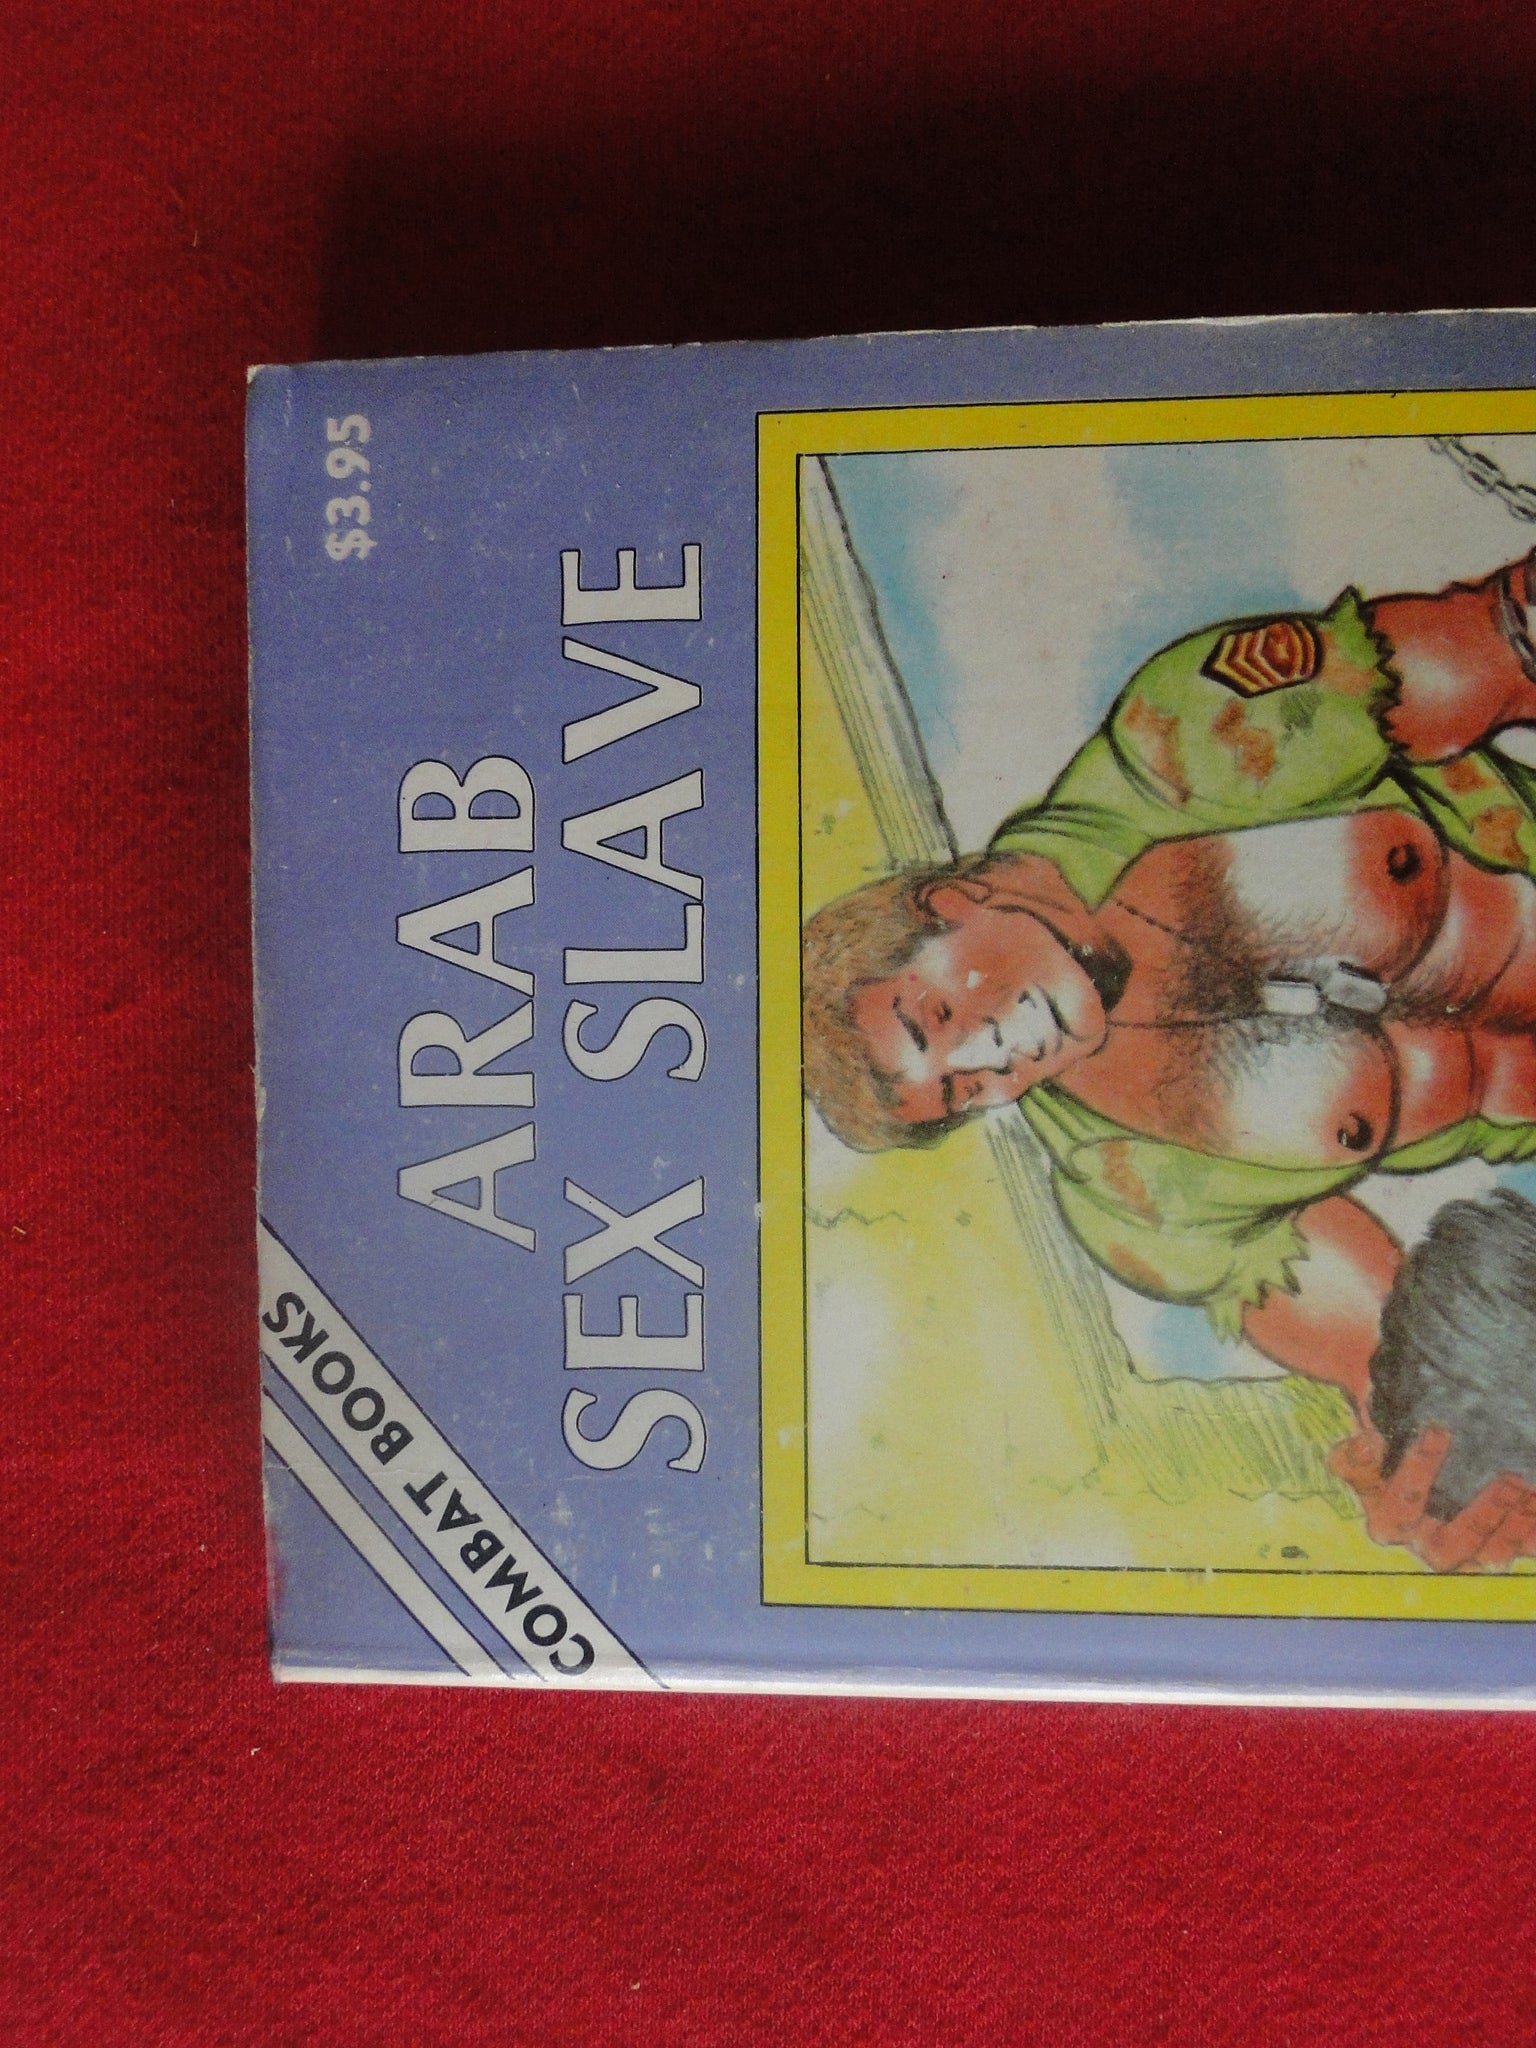 $3.95
COMBAT BOOKS
ARAB
SEX SLAVE